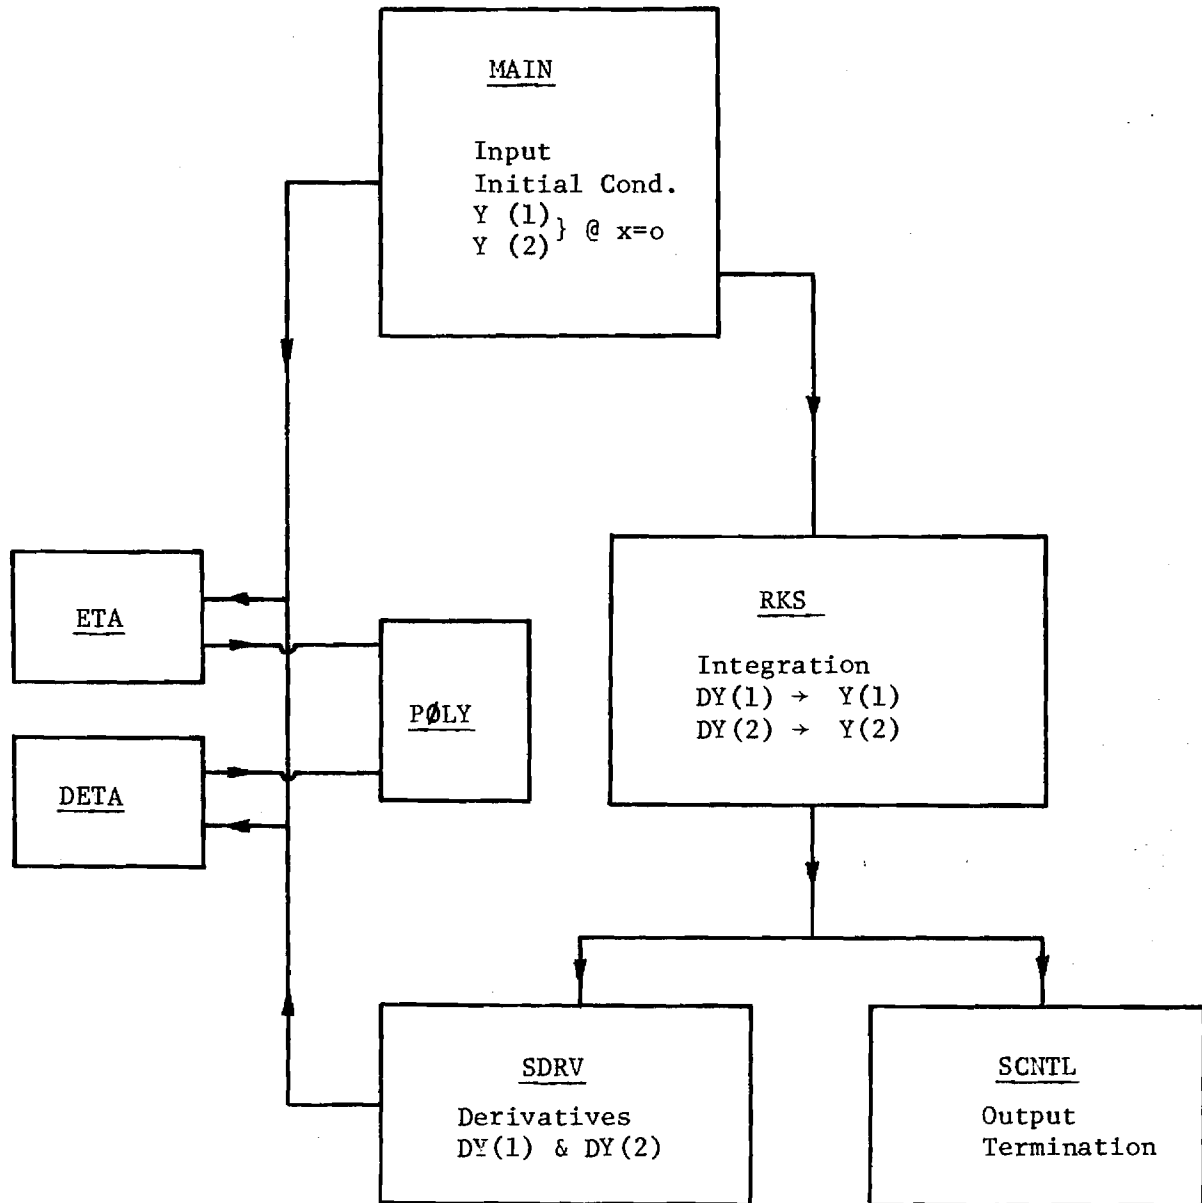 MAIN
Input
Initial Cond.
Y (1)
Y (2) } @ x=o
ETA
PØLY
DETA
RKS
Integration
DY(1) → Y(1)
DY(2) → Y(2)
SDRV
Derivatives
DY(1) & DY(2)
SCNTL
Output
Termination